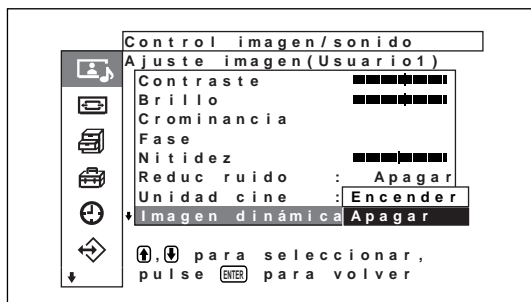 Control imagen/sonido
Ajuste imagen(Usuario1)
Contraste
Brillo
Crominancia
Fase
Nitidez
Reduc ruido : Apagar
Unidad cine : Encender
Imagen dinámica Apagar
, para seleccionar,
pulse ENTER para volver